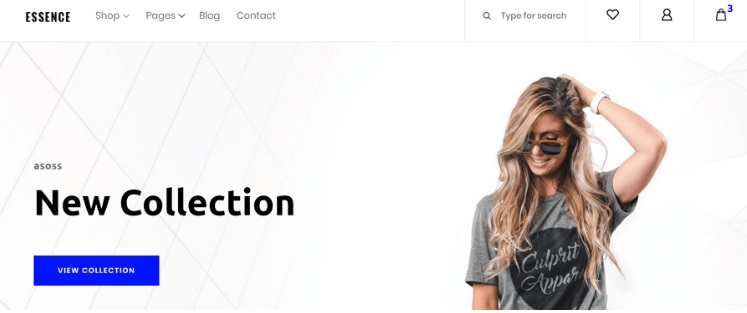 ESSENCE Shop Pages Blog Contact Type for search 3
asoss
New Collection
VIEW COLLECTION
Culprit
Appar